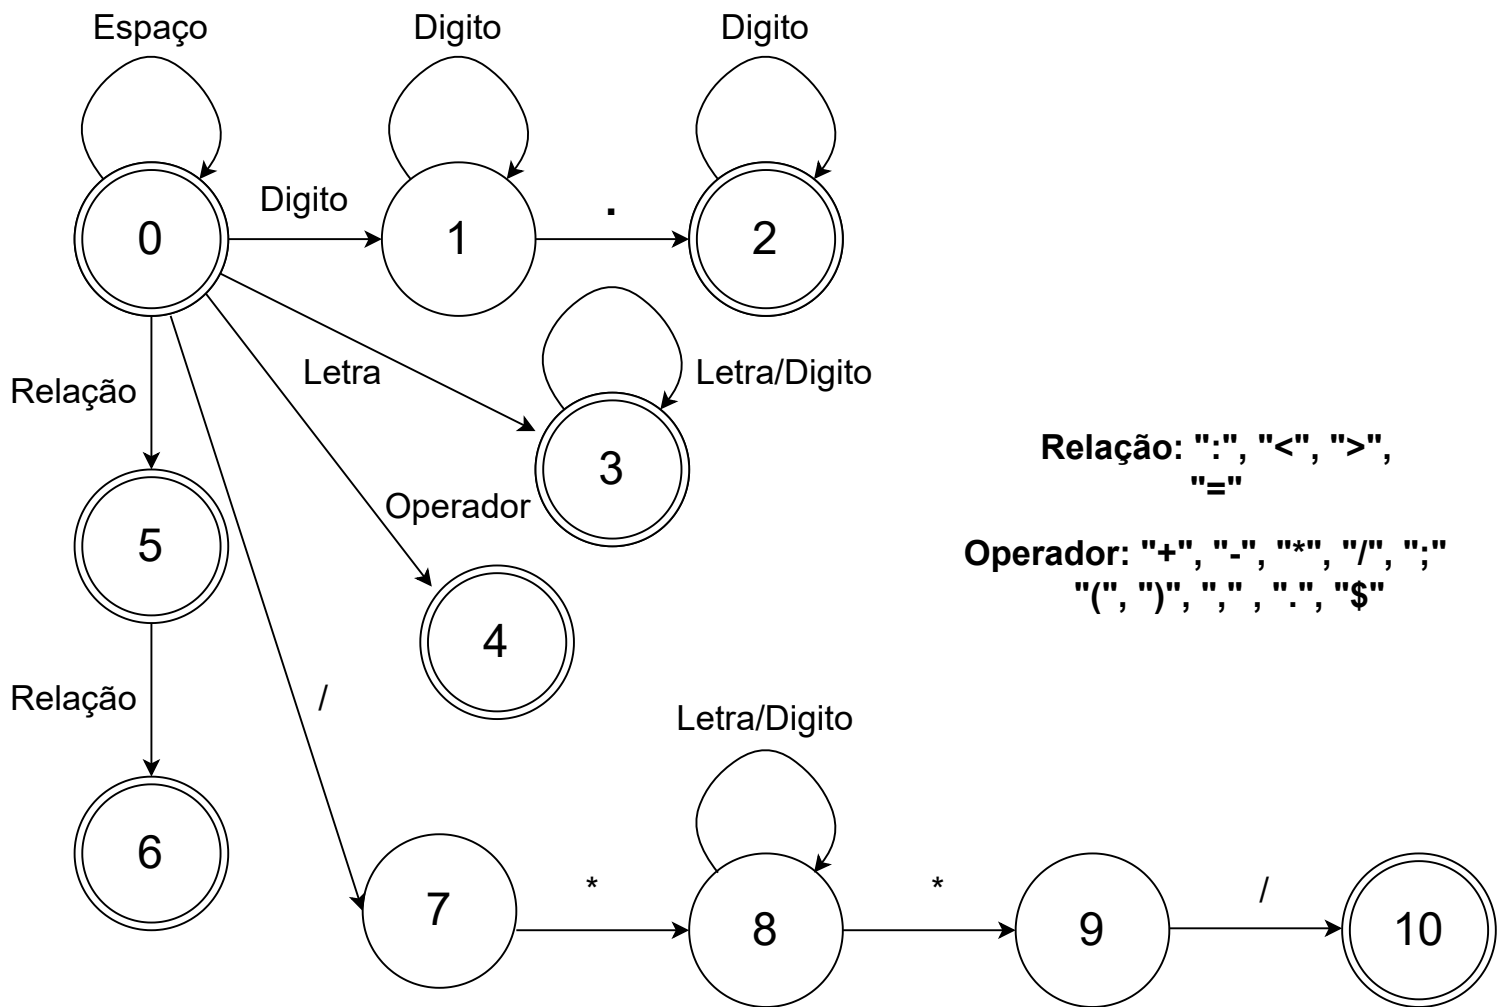 Espaço
Digito
Digito
0
Digito
1
.
2
Letra
Letra/Digito
3
Relação
Operador
4
5
Relação
6
/
7
*
Letra/Digito
8
*
9
/
10
Relação: ":", "<", ">",
"="
Operador: "+", "-", "*", "/", ";"
"(", ")", "," , ".", "$"